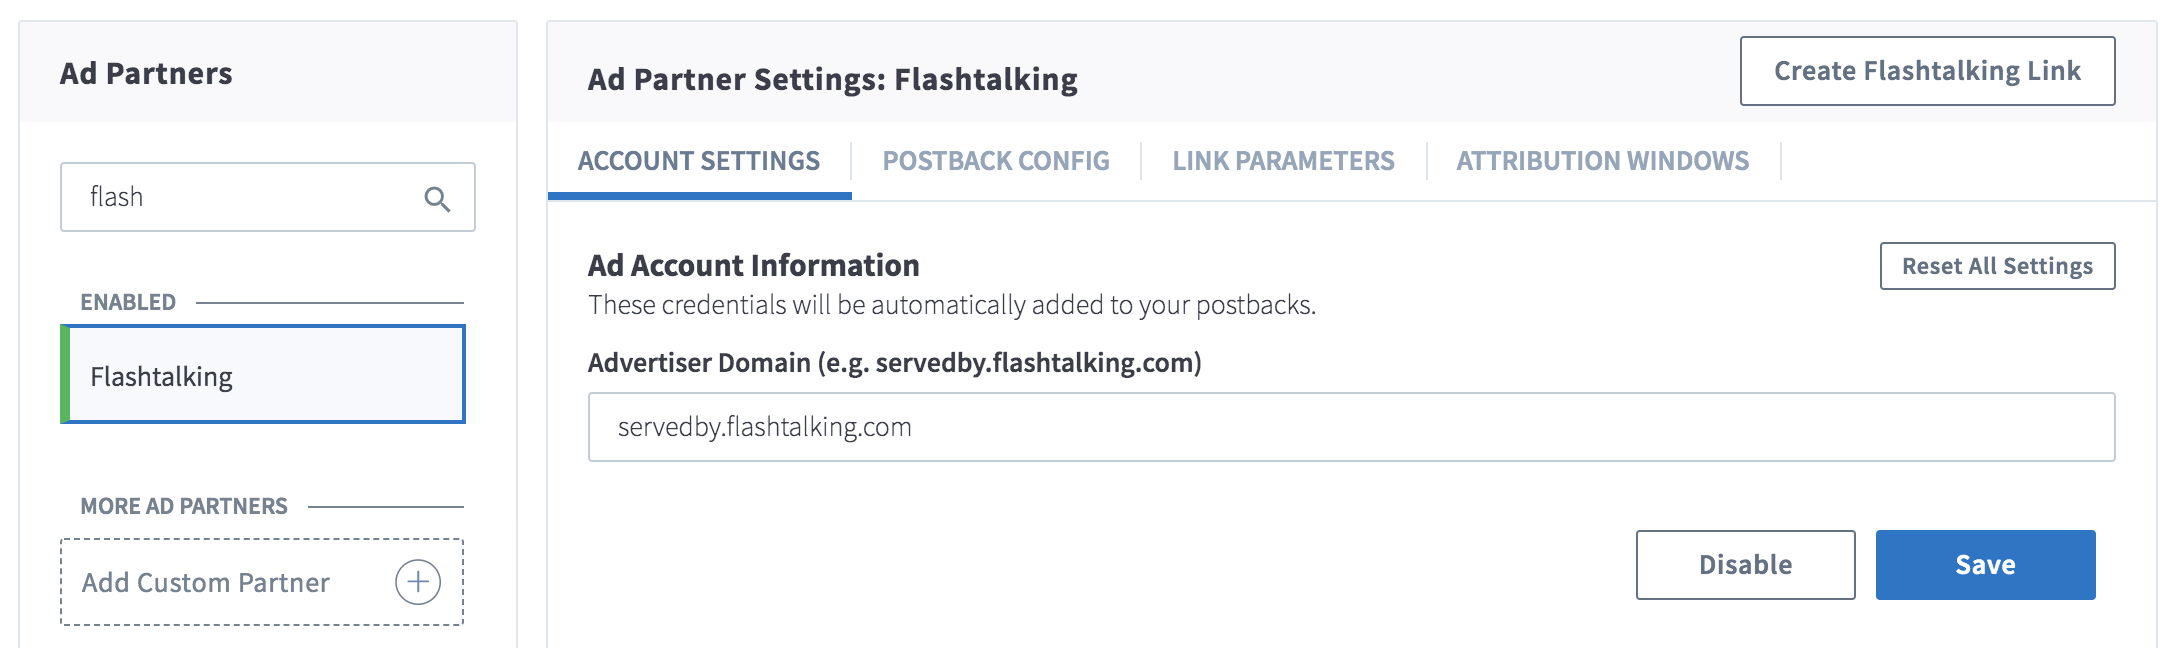 Ad Partners
flash
ENABLED
Flashtalking
MORE AD PARTNERS
Add Custom Partner
Ad Partner Settings: Flashtalking
Create Flashtalking Link
ACCOUNT SETTINGS
POSTBACK CONFIG
LINK PARAMETERS
ATTRIBUTION WINDOWS
Ad Account Information
Reset All Settings
These credentials will be automatically added to your postbacks.
Advertiser Domain (e.g. servedby.flashtalking.com)
servedby.flashtalking.com
Disable
Save